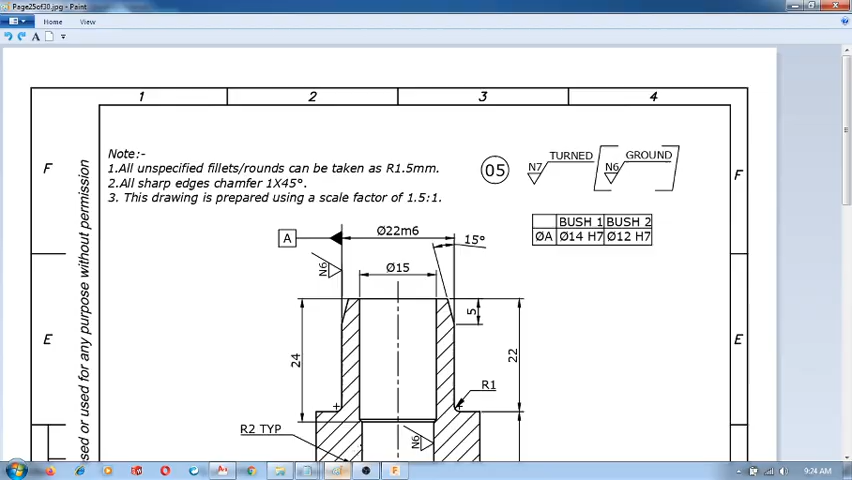 Page25of30.jpg - Paint
Home View
A
1 2 3 4
F
F
E
E
sed or used for any purpose without permission
Note:-
1.All unspecified fillets/rounds can be taken as R1.5mm.
2.All sharp edges chamfer 1X45°.
3. This drawing is prepared using a scale factor of 1.5:1.
05
N7 TURNED
N6 GROUND
BUSH 1 BUSH 2
ØA Ø14 H7 Ø12 H7
A
Ø22m6
15°
N6
Ø15
5
24
22
R1
R2 TYP
N6
9:24 AM